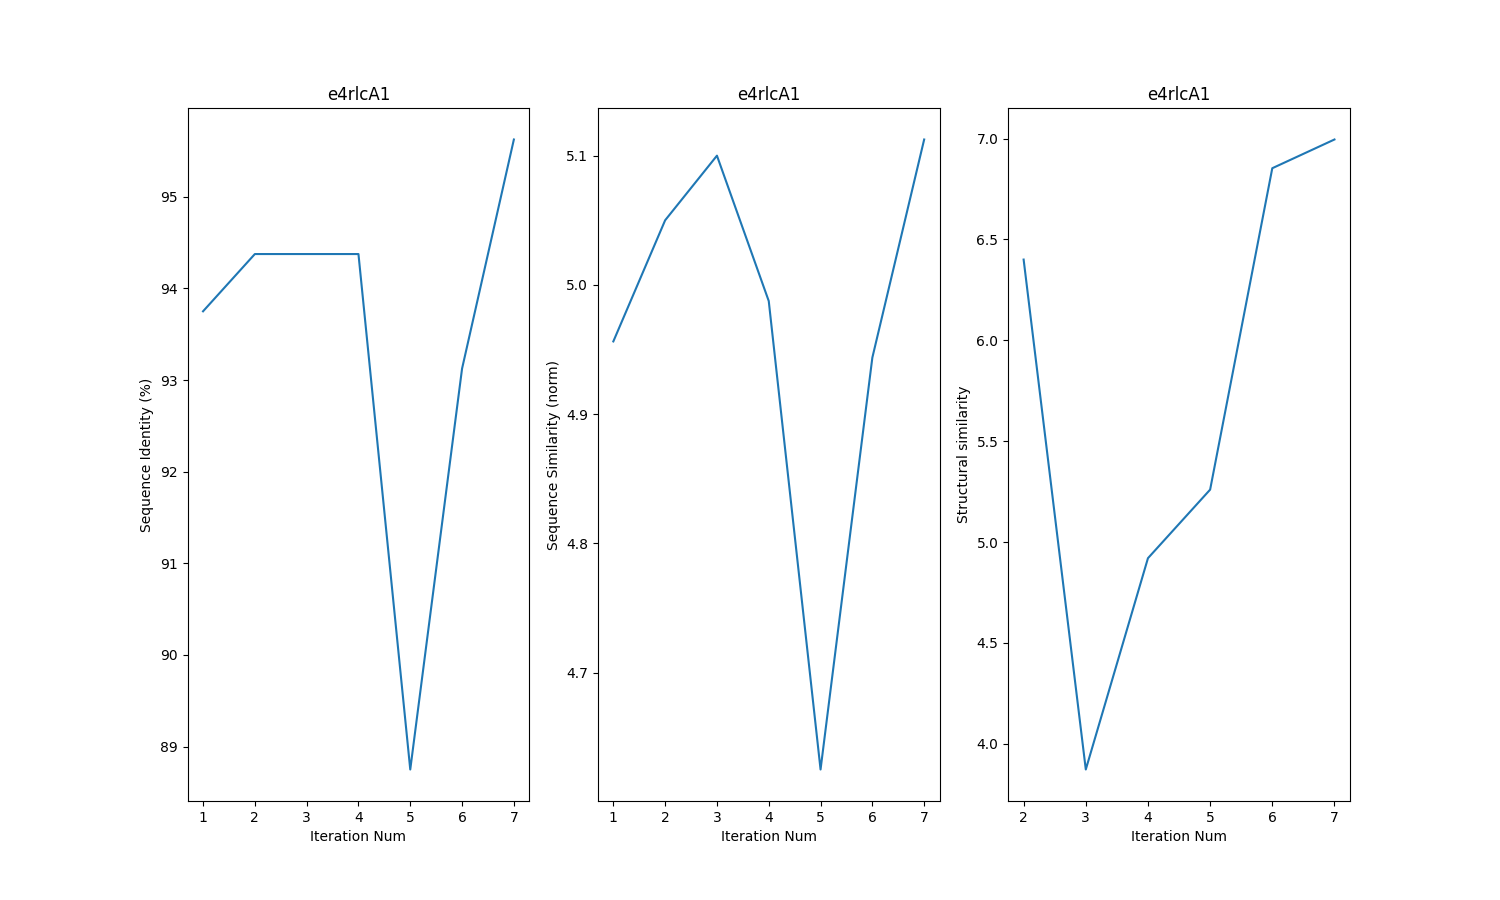 e4rlcA1
Sequence Identity (%)
95
94
93
92
91
90
89
1 2 3 4 5 6 7
Iteration Num
e4rlcA1
Sequence Similarity (norm)
5.1
5.0
4.9
4.8
4.7
1 2 3 4 5 6 7
Iteration Num
e4rlcA1
Structural similarity
7.0
6.5
6.0
5.5
5.0
4.5
4.0
2 3 4 5 6 7
Iteration Num